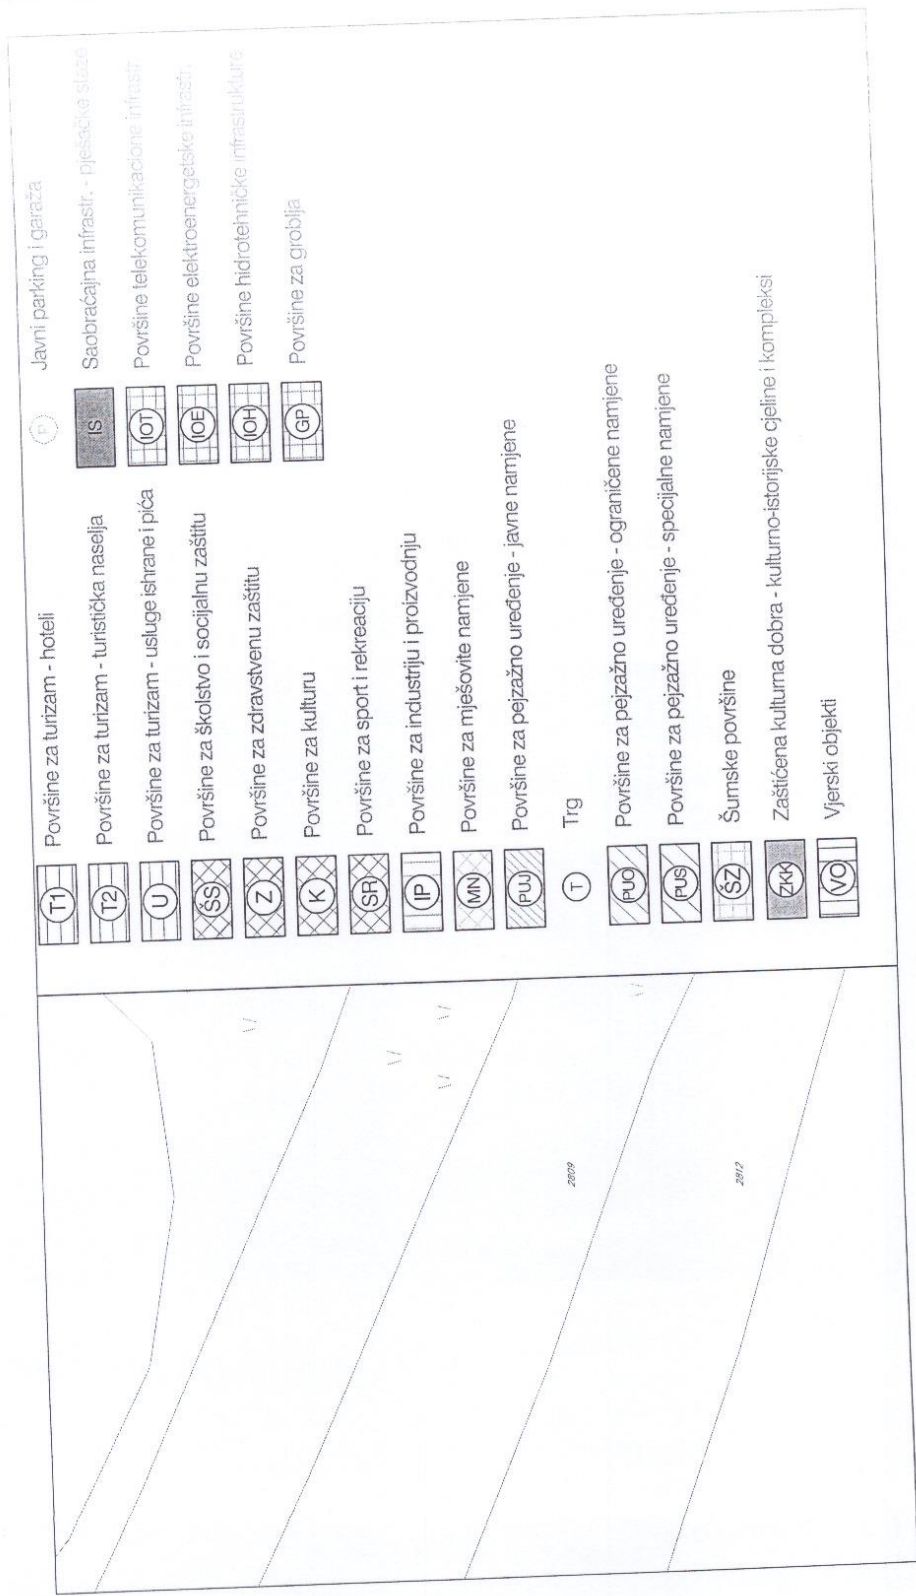 T1 Površine za turizam - hoteli
T2 Površine za turizam - turistička naselja
U Površine za turizam - usluge ishrane i pića
ŠS Površine za školstvo i socijalnu zaštitu
Z Površine za zdravstvenu zaštitu
K Površine za kulturu
SR Površine za sport i rekreaciju
IP Površine za industriju i proizvodnju
MN Površine za mješovite namjene
PUJ Površine za pejzažno uređenje - javne namjene
T Trg
PUO Površine za pejzažno uređenje - ograničene namjene
PUS Površine za pejzažno uređenje - specijalne namjene
ŠZ Šumske površine
ZKK Zaštićena kulturna dobra - kulturno-istorijske cjeline i kompleksi
VO Vjerski objekti
P Javni parking i garaža
IS Saobraćajna infrastr. - pješačke staze
IOT Površine telekomunikacione infrastr.
IOE Površine elektroenergetske infrastr.
IOH Površine hidrotehničke infrastrukture
GP Površine za groblja
2809
2812